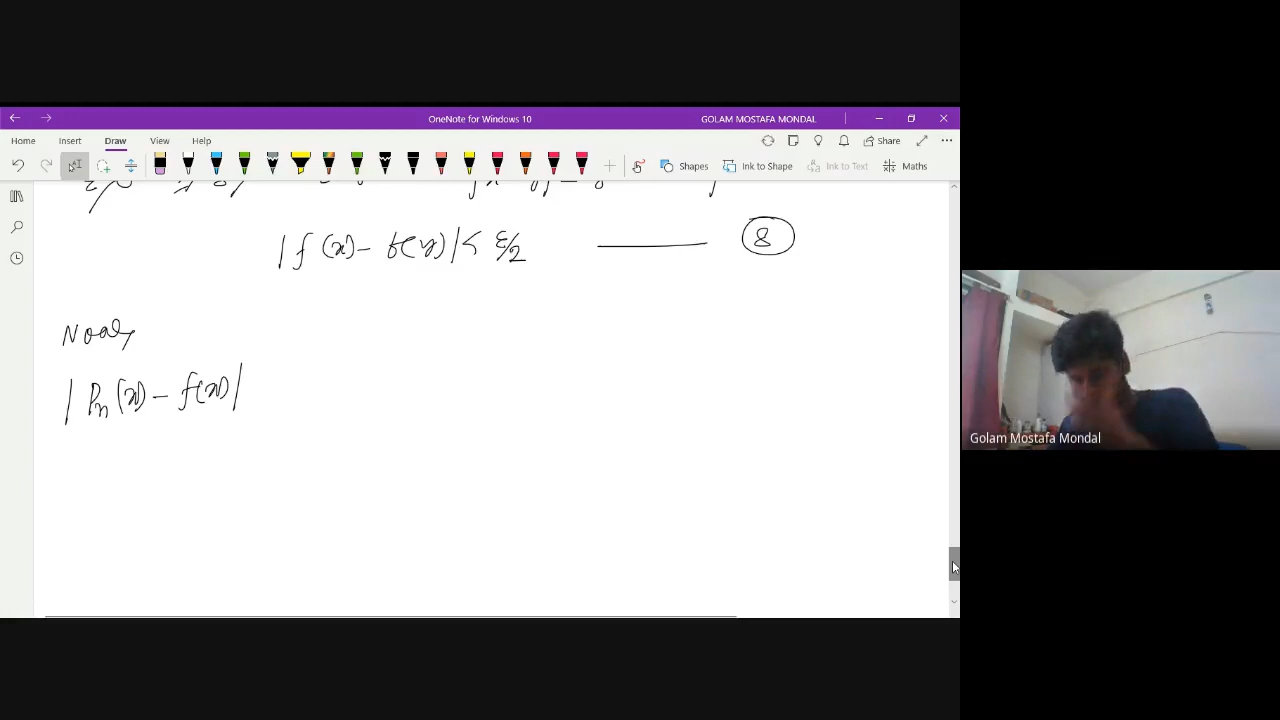 OneNote for Windows 10
GOLAM MOSTAFA MONDAL
Home Insert Draw View Help
Share
Shapes Ink to Shape Ink to Text Maths
|f(x) - f(y)| < ε/2 ——— 8
|Pn(x) - f(x)|
Golam Mostafa Mondal